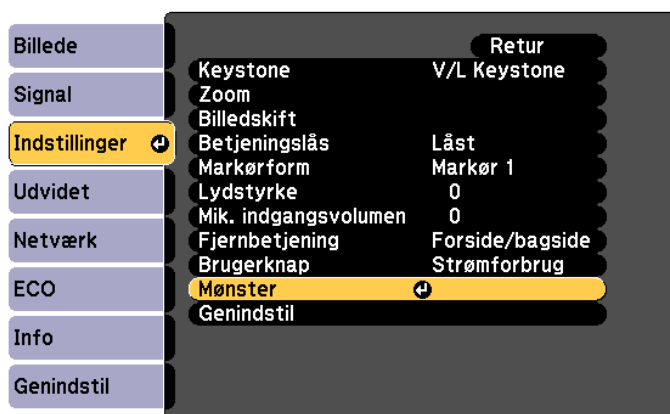 Billede
Signal
Indstillinger
Udvidet
Netværk
ECO
Info
Genindstil
Retur
Keystone V/L Keystone
Zoom
Billedskift
Betjeningslås Låst
Markørform Markør 1
Lydstyrke 0
Mik. indgangsvolumen 0
Fjernbetjening Forside/bagside
Brugerknap Strømforbrug
Mønster
Genindstil